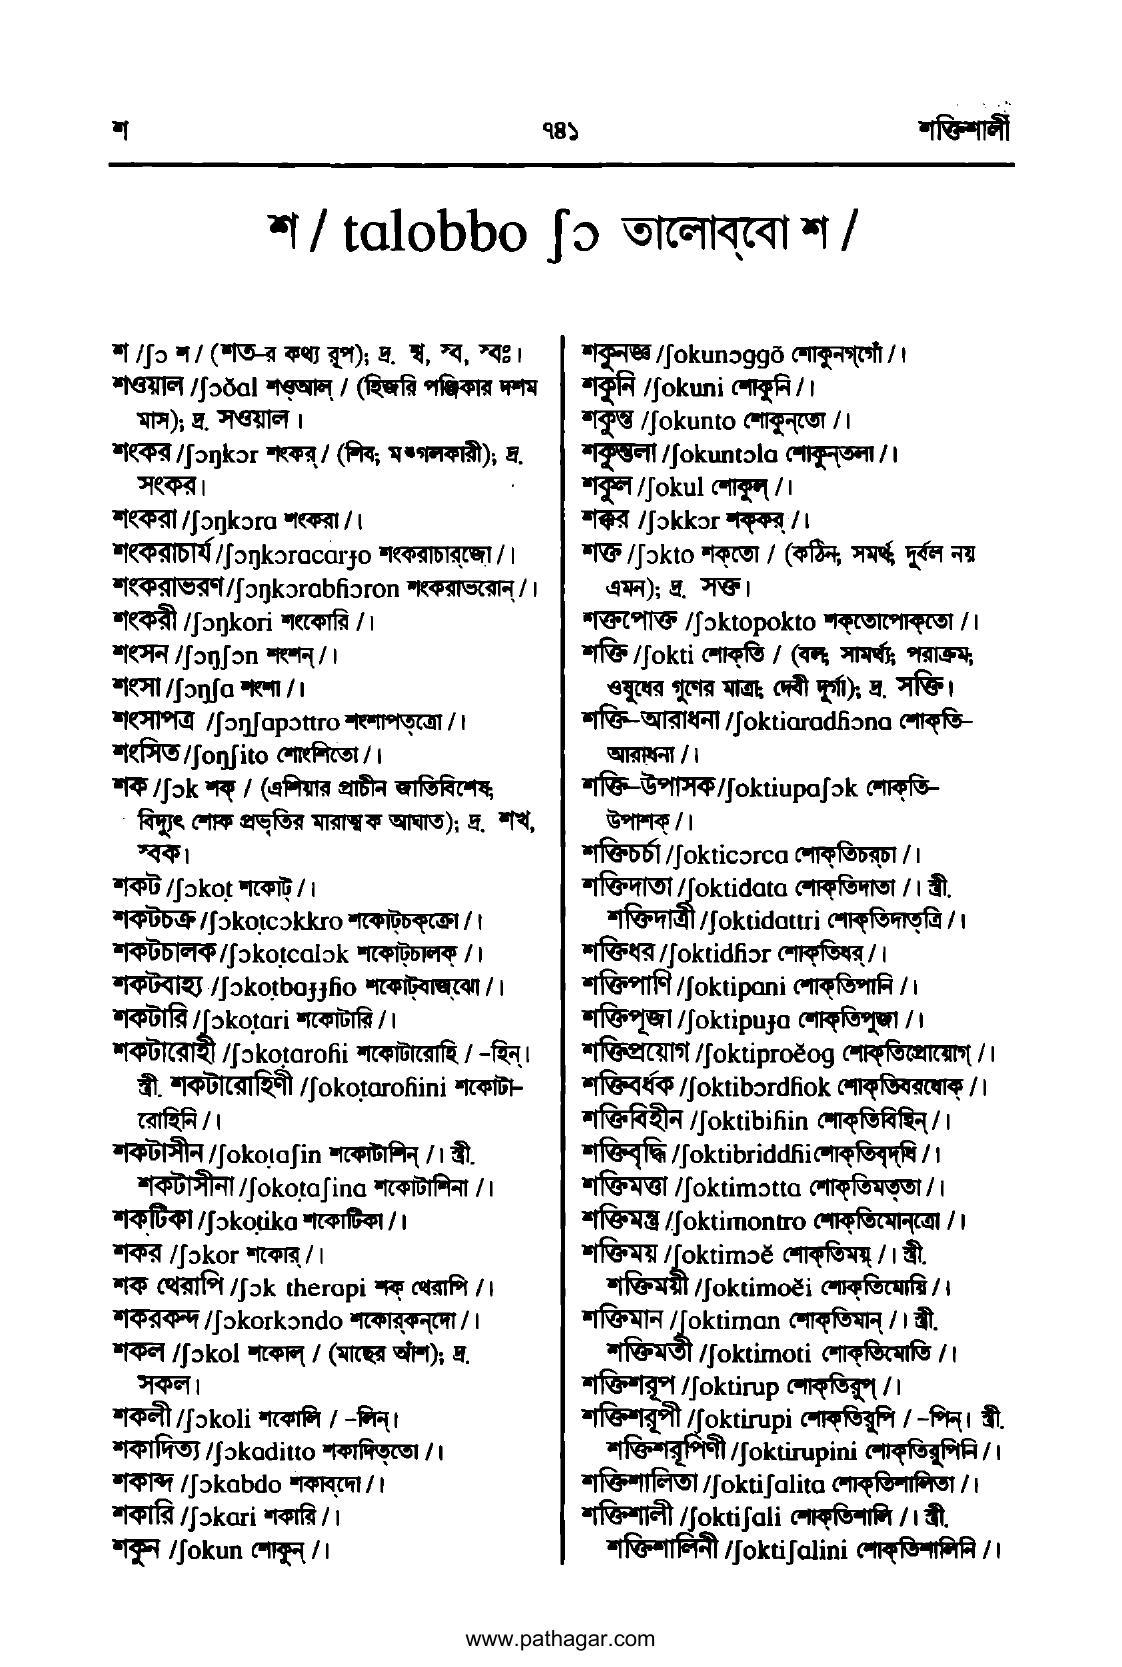 শ
৭৪১
শক্তিশালী
শ / talobbo ʃɔ তালোব্‌বো শ /
শ /ʃɔ শ / (শত-র কথ্য রূপ); দ্র. শ্ব, স্ব, স্বঃ।
শওয়াল /ʃɔŏal শওআল্ / (হিজরি পঞ্জিকার দশম
মাস); দ্র. সওয়াল।
শংকর /ʃɔŋkɔr শংকর্ / (শিব; মঙ্গলকারী); দ্র.
সংকর।
শংকরা /ʃɔŋkɔra শংকরা /।
শংকরাচার্য /ʃɔŋkɔracarɟo শংকরাচার্‌জো /।
শংকরাভরণ /ʃɔŋkɔrabɦɔron শংকরাভরোন্ /।
শংকরী /ʃɔŋkori শংকোরি /।
শংসন /ʃɔŋʃɔn শংশন্ /।
শংসা /ʃɔŋʃa শংশা /।
শংসাপত্র /ʃɔŋʃapɔttro শংশাপত্‌ত্রো /।
শংসিত /ʃoŋʃito শোংশিতো /।
শক /ʃɔk শক্ / (এশিয়ার প্রাচীন জাতিবিশেষ;
বিদ্যুৎ শোক প্রভৃতির মারাত্মক আঘাত); দ্র. শখ,
স্বক।
শকট /ʃɔkoṭ শকোট্ /।
শকটচক্র /ʃɔkoṭcɔkkro শকোট্‌চক্‌ক্রো /।
শকটচালক /ʃɔkoṭcalɔk শকোট্‌চালক্ /।
শকটবাহ্য /ʃɔkoṭbaɟɟɦo শকোট্‌বাজ্‌ঝো /।
শকটারি /ʃɔkoṭari শকোটারি /।
শকটারোহী /ʃɔkoṭaroɦi শকোটারোহি / -হিন্।
স্ত্রী. শকটারোহিণী /ʃokoṭaroɦini শকোটা-
রোহিনি /।
শকটাসীন /ʃokoṭaʃin শকোটাশিন্ /। স্ত্রী.
শকটাসীনা /ʃokoṭaʃina শকোটাশিনা /।
শকটিকা /ʃɔkoṭika শকোটিকা /।
শকর /ʃɔkor শকোর্ /।
শক থেরাপি /ʃɔk therapi শক্ থেরাপি /।
শকরকন্দ /ʃɔkorkɔndo শকোর্‌কন্‌দো /।
শকল /ʃɔkol শকোল্ / (মাছের আঁশ); দ্র.
সকল।
শকলী /ʃɔkoli শকোলি / -লিন্।
শকাদিত্য /ʃɔkaditto শকাদিত্‌তো /।
শকাব্দ /ʃɔkabdo শকাব্‌দো /।
শকারি /ʃɔkari শকারি /।
শকুন /ʃokun শোকুন্ /।
শকুনজ্ঞ /ʃokunɔggõ শোকুনগ্‌গোঁ /।
শকুনি /ʃokuni শোকুনি /।
শকুন্ত /ʃokunto শোকুন্‌তো /।
শকুন্তলা /ʃokuntɔla শোকুন্‌তলা /।
শকুল /ʃokul শোকুল্ /।
শক্কর /ʃɔkkɔr শক্‌কর্ /।
শক্ত /ʃɔkto শক্‌তো / (কঠিন; সমর্থ; দুর্বল নয়
এমন); দ্র. সক্ত।
শক্তপোক্ত /ʃɔktopokto শক্‌তোপোক্‌তো /।
শক্তি /ʃokti শোক্‌তি / (বল; সামর্থ্য; পরাক্রম;
ওষুধের গুণের মাত্রা; দেবী দুর্গা); দ্র. সক্তি।
শক্তি-আরাধনা /ʃoktiaradɦɔna শোক্‌তি-
আরাধনা /।
শক্তি-উপাসক /ʃoktiupaʃɔk শোক্‌তি-
উপাশক্ /।
শক্তিচর্চা /ʃokticɔrca শোক্‌তিচর্‌চা /।
শক্তিদাতা /ʃoktidata শোক্‌তিদাতা /। স্ত্রী.
শক্তিদাত্রী /ʃoktidattri শোক্‌তিদাত্‌ত্রি /।
শক্তিধর /ʃoktidɦɔr শোক্‌তিধর্ /।
শক্তিপাণি /ʃoktipani শোক্‌তিপানি /।
শক্তিপূজা /ʃoktipuɟa শোক্‌তিপুজা /।
শক্তিপ্রয়োগ /ʃoktiproĕog শোক্‌তিপ্রোয়োগ্ /।
শক্তিবর্ধক /ʃoktibɔrdɦok শোক্‌তিবরধোক্ /।
শক্তিবিহীন /ʃoktibiɦin শোক্‌তিবিহিন্ /।
শক্তিবৃদ্ধি /ʃoktibriddɦi শোক্‌তিবৃদ্‌ধি /।
শক্তিমত্তা /ʃoktimɔtta শোক্‌তিমত্‌তা /।
শক্তিমন্ত্র /ʃoktimontro শোক্‌তিমোন্‌ত্রো /।
শক্তিময় /ʃoktimɔĕ শোক্‌তিময়্ /। স্ত্রী.
শক্তিময়ী /ʃoktimoĕi শোক্‌তিমোয়ি /।
শক্তিমান /ʃoktiman শোক্‌তিমান্ /। স্ত্রী.
শক্তিমতী /ʃoktimoti শোক্‌তিমোতি /।
শক্তিশরূপ /ʃoktirup শোক্‌তিরুপ্ /।
শক্তিশরূপী /ʃoktirupi শোক্‌তিরুপি / -পিন্। স্ত্রী.
শক্তিশরূপিণী /ʃoktirupini শোক্‌তিরুপিনি /।
শক্তিশালিতা /ʃoktiʃalita শোক্‌তিশালিতা /।
শক্তিশালী /ʃoktiʃali শোক্‌তিশালি /। স্ত্রী.
শক্তিশালিনী /ʃoktiʃalini শোক্‌তিশালিনি /।
www.pathagar.com